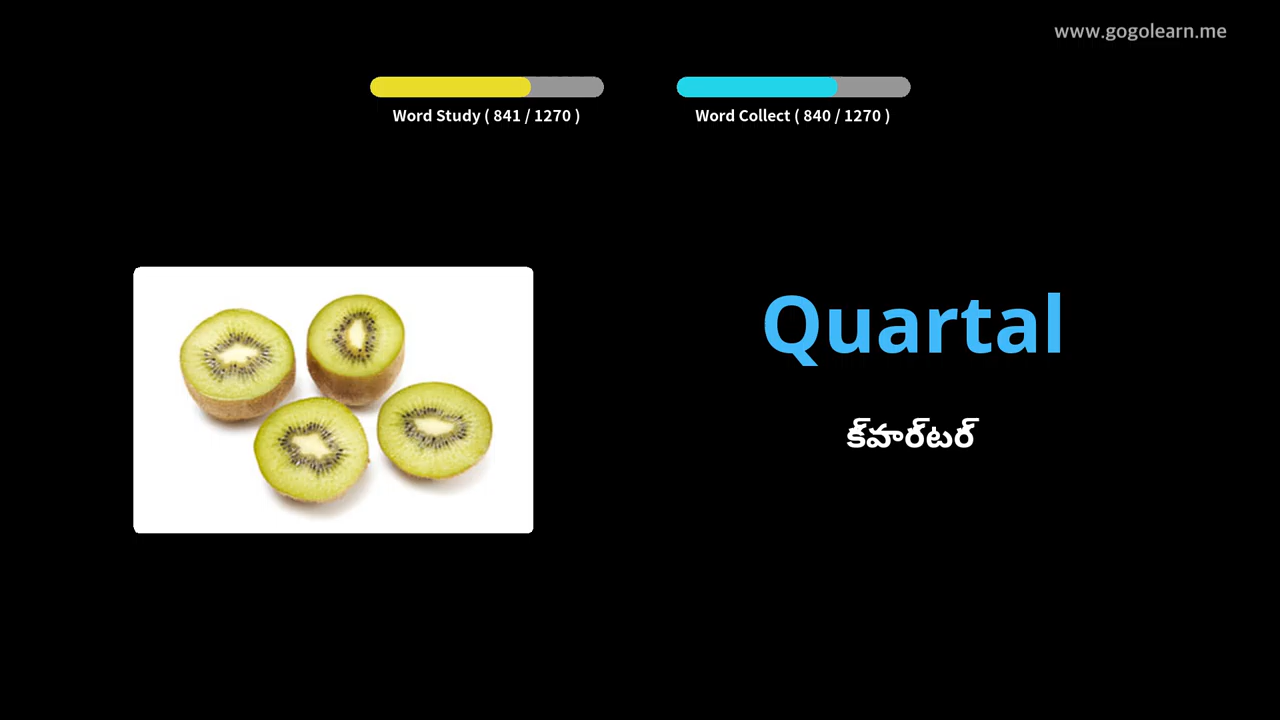 www.gogolearn.me
Word Study ( 841 / 1270 )
Word Collect ( 840 / 1270 )
Quartal
క్‌వార్‌టర్